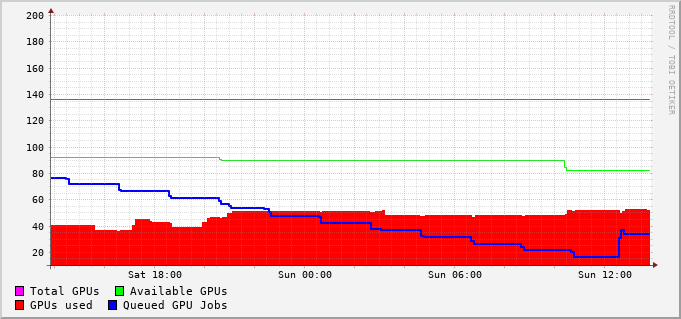 200
180
160
140
120
100
80
60
40
20
Sat 18:00 Sun 00:00 Sun 06:00 Sun 12:00
Total GPUs Available GPUs
GPUs used Queued GPU Jobs
RRDTOOL / TOBI OETIKER